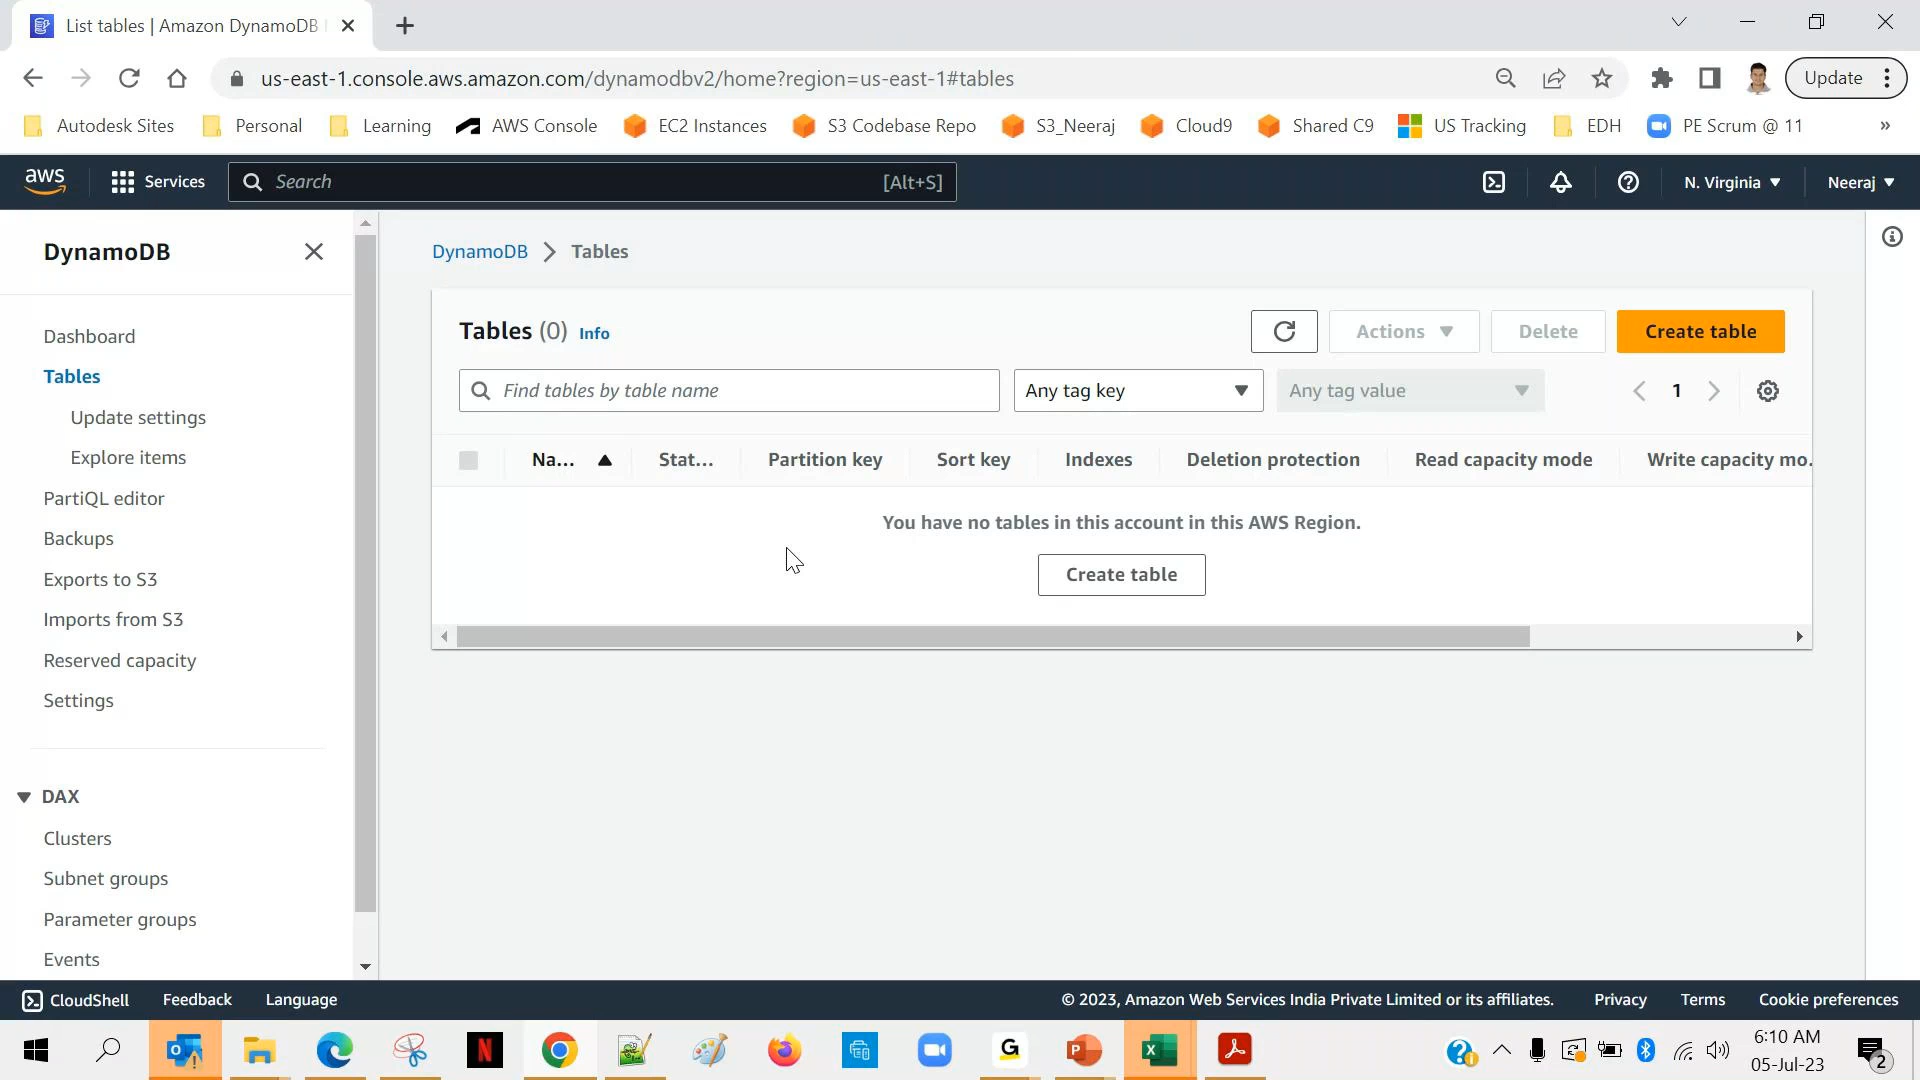 List tables | Amazon DynamoDB
us-east-1.console.aws.amazon.com/dynamodbv2/home?region=us-east-1#tables
Update
Autodesk Sites
Personal
Learning
AWS Console
EC2 Instances
S3 Codebase Repo
S3_Neeraj
Cloud9
Shared C9
US Tracking
EDH
PE Scrum @ 11
»
aws
Services
Search
[Alt+S]
N. Virginia
Neeraj
DynamoDB
Dashboard
Tables
Update settings
Explore items
PartiQL editor
Backups
Exports to S3
Imports from S3
Reserved capacity
Settings
DAX
Clusters
Subnet groups
Parameter groups
Events
DynamoDB
Tables
Tables (0) Info
Actions
Delete
Create table
Find tables by table name
Any tag key
Any tag value
1
Na...
Stat...
Partition key
Sort key
Indexes
Deletion protection
Read capacity mode
Write capacity mo.
You have no tables in this account in this AWS Region.
Create table
CloudShell
Feedback
Language
© 2023, Amazon Web Services India Private Limited or its affiliates.
Privacy
Terms
Cookie preferences
6:10 AM
05-Jul-23
2